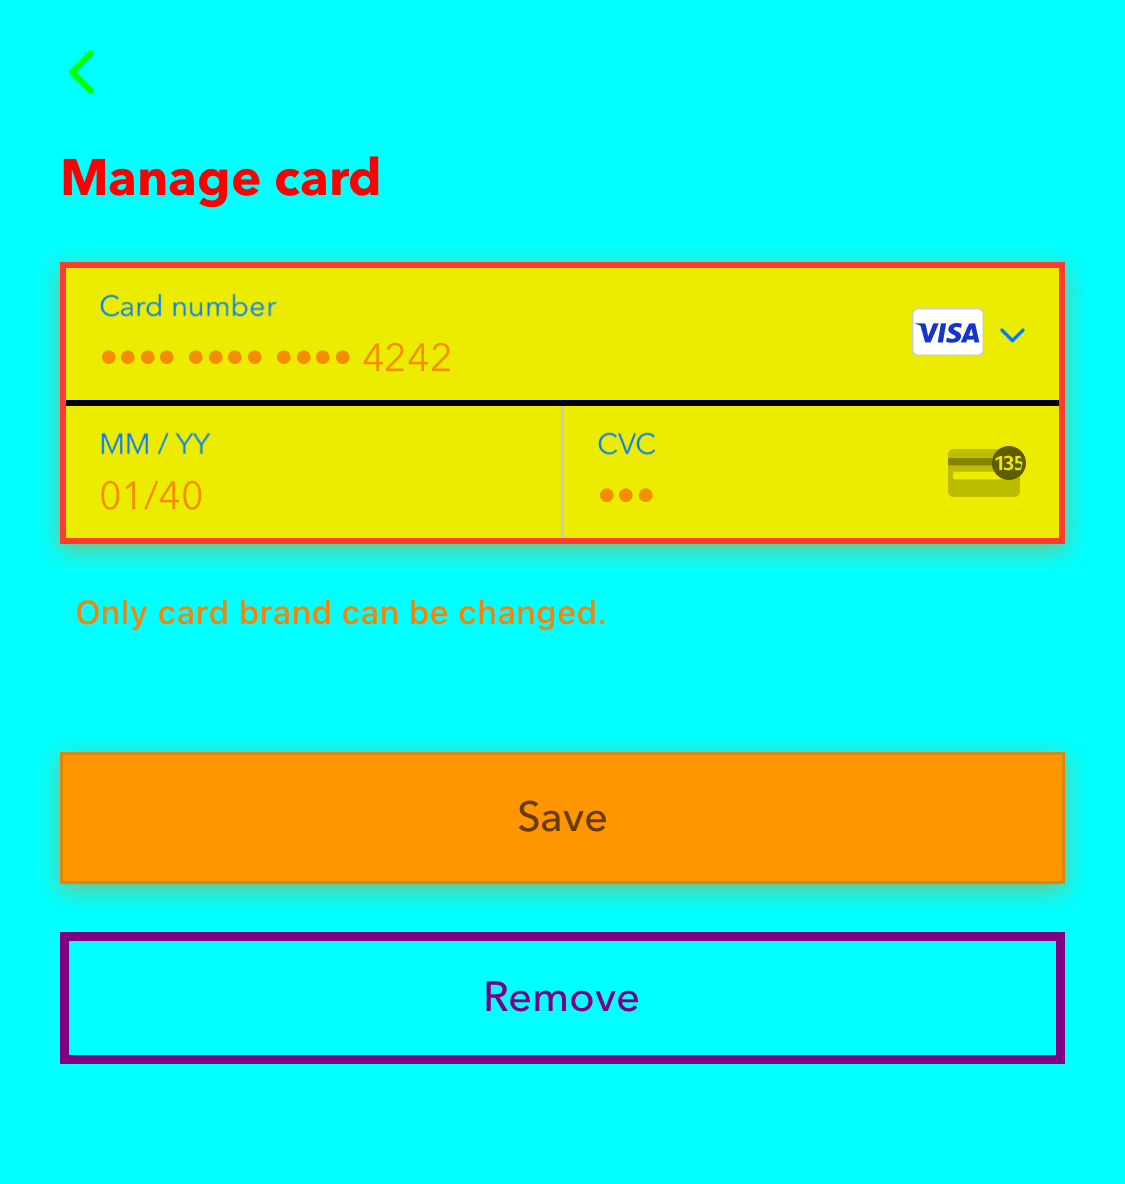 Manage card
Card number
VISA
•••• •••• •••• 4242
MM / YY
CVC
135
01/40
•••
Only card brand can be changed.
Save
Remove